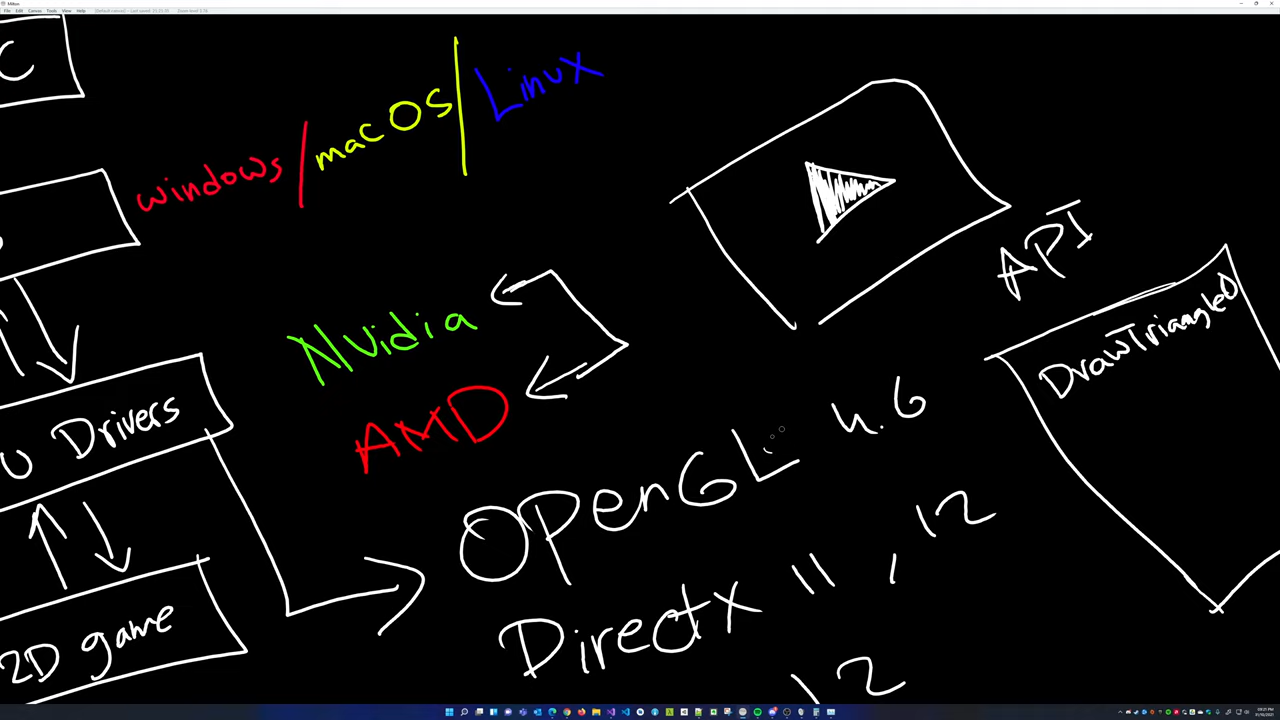 C
windows/macOS/Linux
API
Nvidia
DrawTriangle()
AMD
U Drivers
OPenGL 4.6
DirectX 11, 12
2D game
12